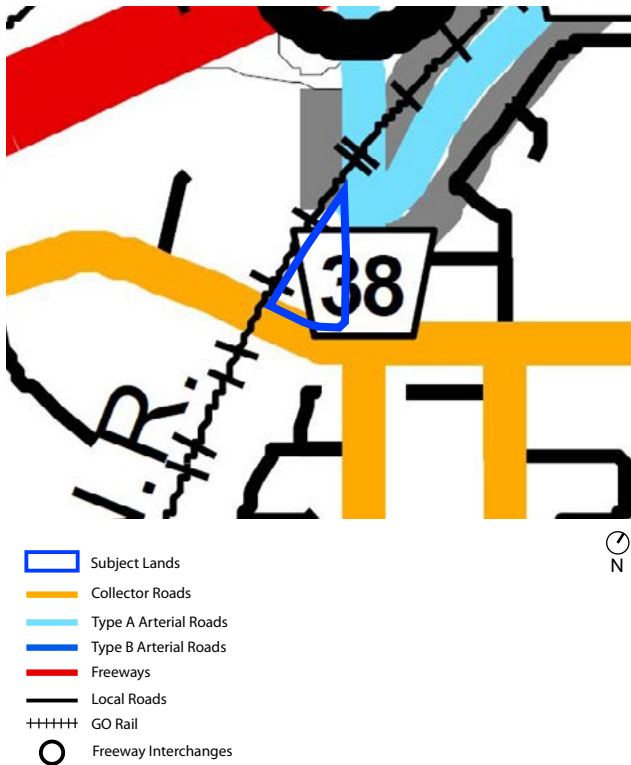 38
I.R.
N
Subject Lands
Collector Roads
Type A Arterial Roads
Type B Arterial Roads
Freeways
Local Roads
GO Rail
Freeway Interchanges